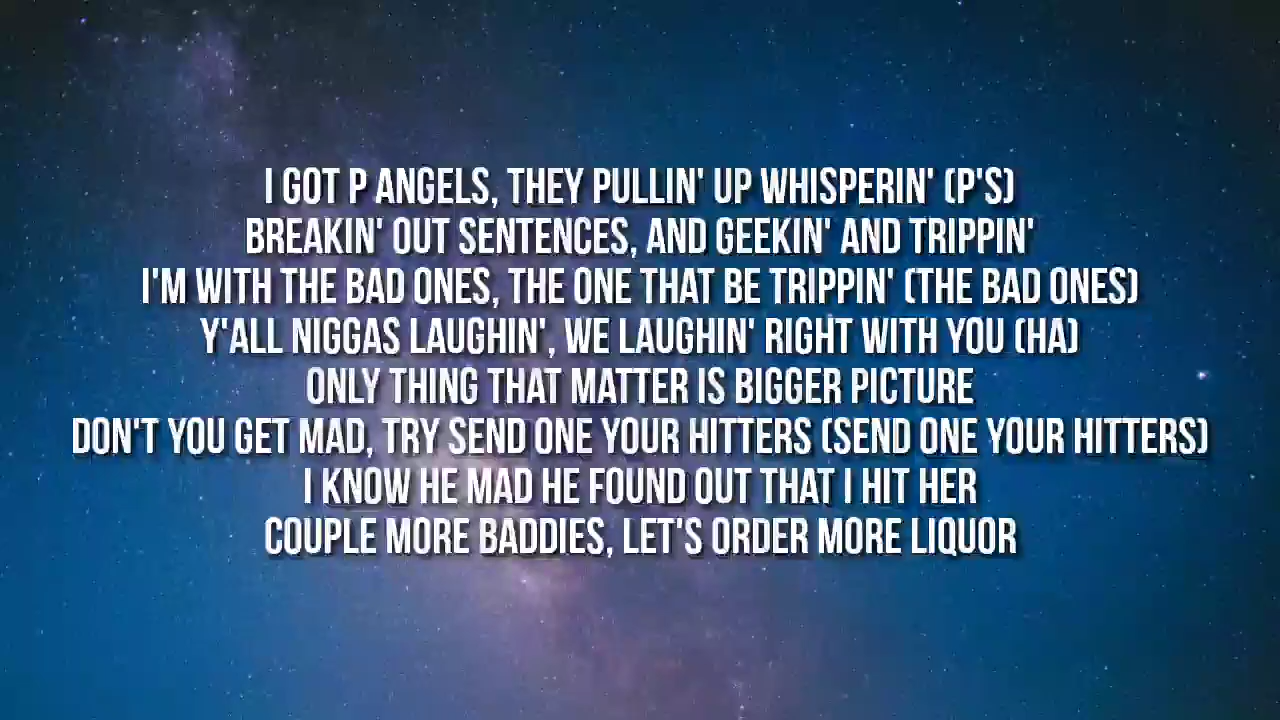 I GOT P ANGELS, THEY PULLIN' UP WHISPERIN' (P'S)
BREAKIN' OUT SENTENCES, AND GEEKIN' AND TRIPPIN'
I'M WITH THE BAD ONES, THE ONE THAT BE TRIPPIN' (THE BAD ONES)
Y'ALL NIGGAS LAUGHIN', WE LAUGHIN' RIGHT WITH YOU (HA)
ONLY THING THAT MATTER IS BIGGER PICTURE
DON'T YOU GET MAD, TRY SEND ONE YOUR HITTERS (SEND ONE YOUR HITTERS)
I KNOW HE MAD HE FOUND OUT THAT I HIT HER
COUPLE MORE BADDIES, LET'S ORDER MORE LIQUOR